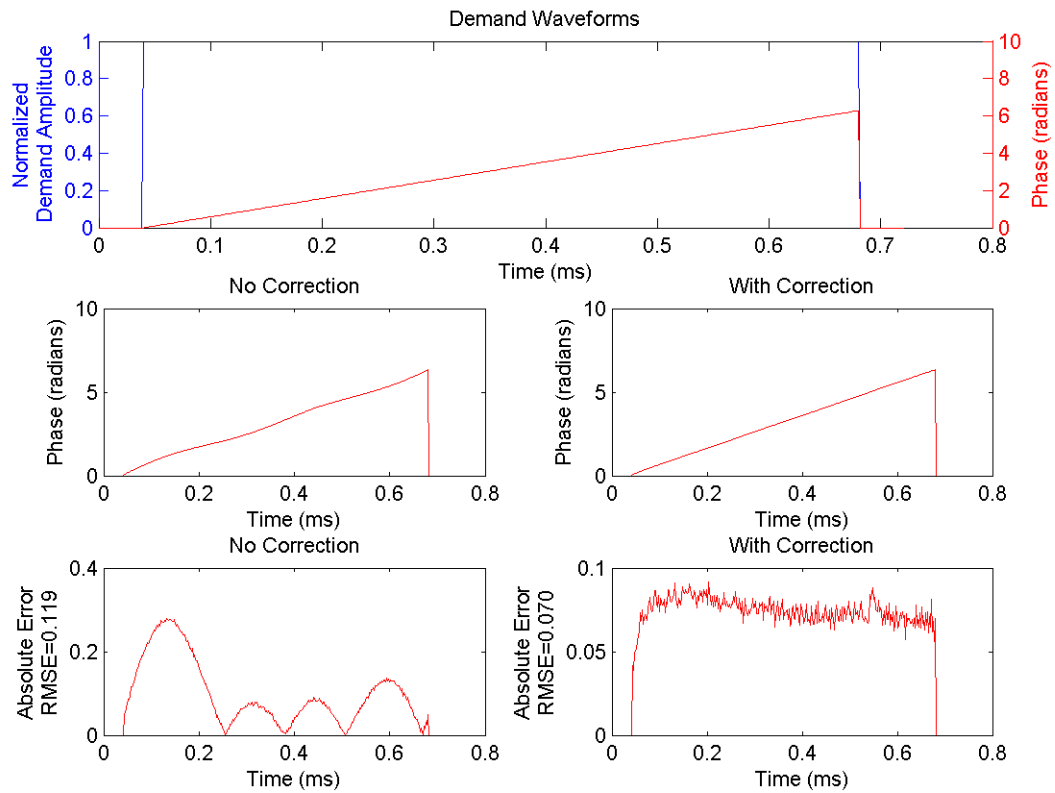 Demand Waveforms
Normalized
Demand Amplitude
1
0.8
0.6
0.4
0.2
0
10
8
6
4
2
0
Phase (radians)
0 0.1 0.2 0.3 0.4 0.5 0.6 0.7 0.8
Time (ms)
No Correction
Phase (radians)
10
5
0
0 0.2 0.4 0.6 0.8
Time (ms)
With Correction
Phase (radians)
10
5
0
0 0.2 0.4 0.6 0.8
Time (ms)
No Correction
Absolute Error
RMSE=0.119
0.4
0.2
0
0 0.2 0.4 0.6 0.8
Time (ms)
With Correction
Absolute Error
RMSE=0.070
0.1
0.05
0
0 0.2 0.4 0.6 0.8
Time (ms)